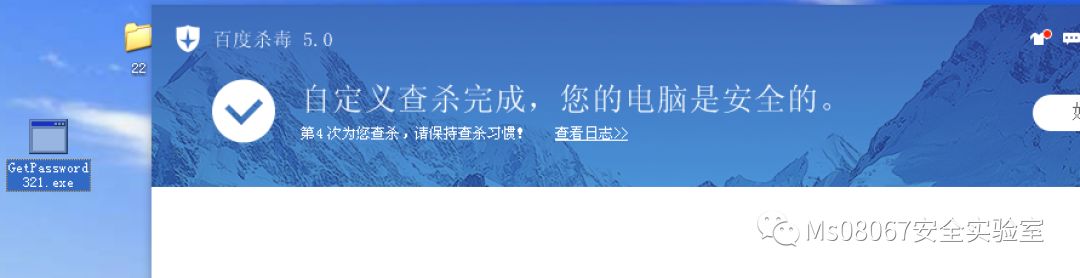 百度杀毒 5.0
22
自定义查杀完成，您的电脑是安全的。
第4次为您查杀，请保持查杀习惯！ 查看日志>>
GetPassword
321.exe
Ms08067安全实验室